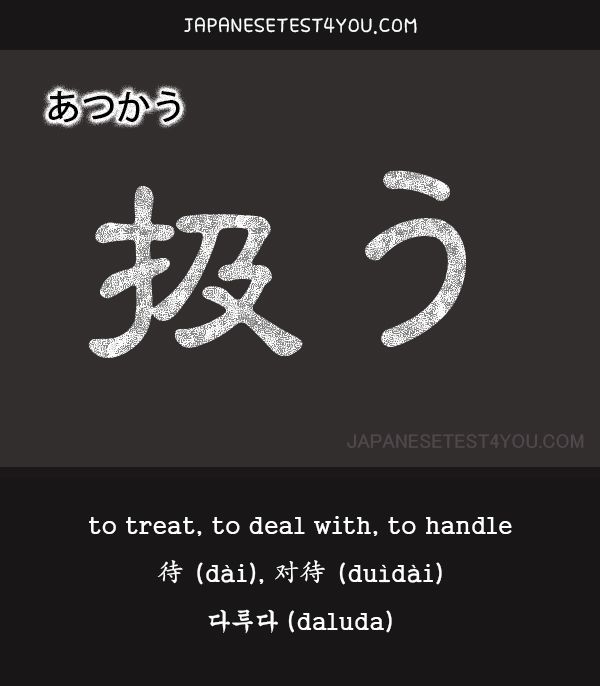 JAPANESETEST4YOU.COM
あつかう
扱う
JAPANESETEST4YOU.COM
to treat, to deal with, to handle
待 (dài), 对待 (duìdài)
다루다 (daluda)